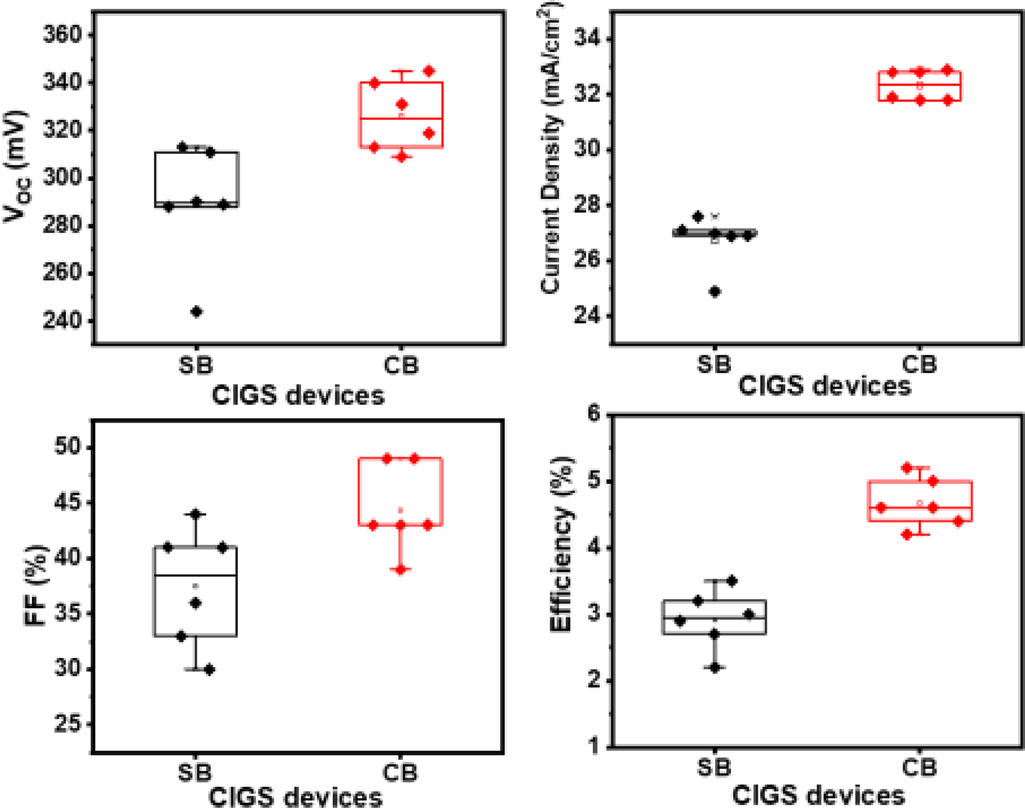 V_OC (mV)
360
340
320
300
280
260
240
SB CB
CIGS devices
Current Density (mA/cm²)
34
32
30
28
26
24
SB CB
CIGS devices
FF (%)
50
45
40
35
30
25
SB CB
CIGS devices
Efficiency (%)
6
5
4
3
2
1
SB CB
CIGS devices